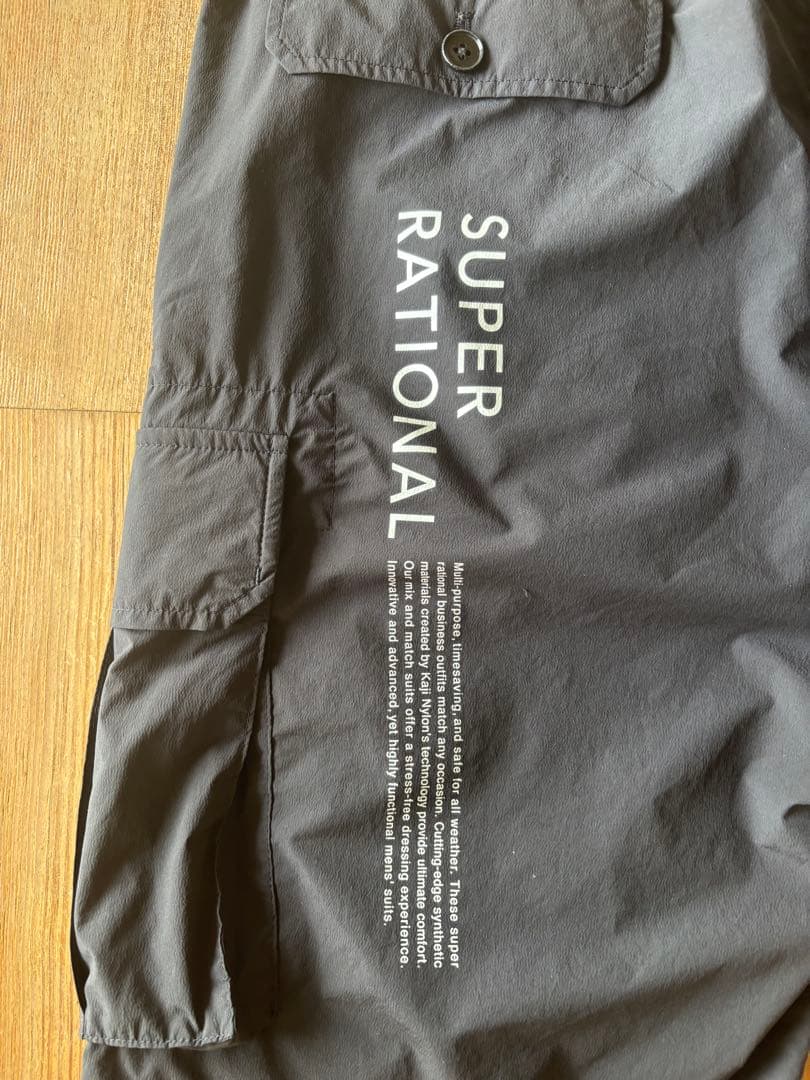 SUPER
RATIONAL
Multi-purpose, timesaving, and safe for all weather. These super
rational business outfits match any occasion. Cutting-edge synthetic
materials created by Kaji Nylon's technology provide ultimate comfort.
Our mix and match suits offer a stress-free dressing experience.
Innovative and advanced, yet highly functional mens' suits.